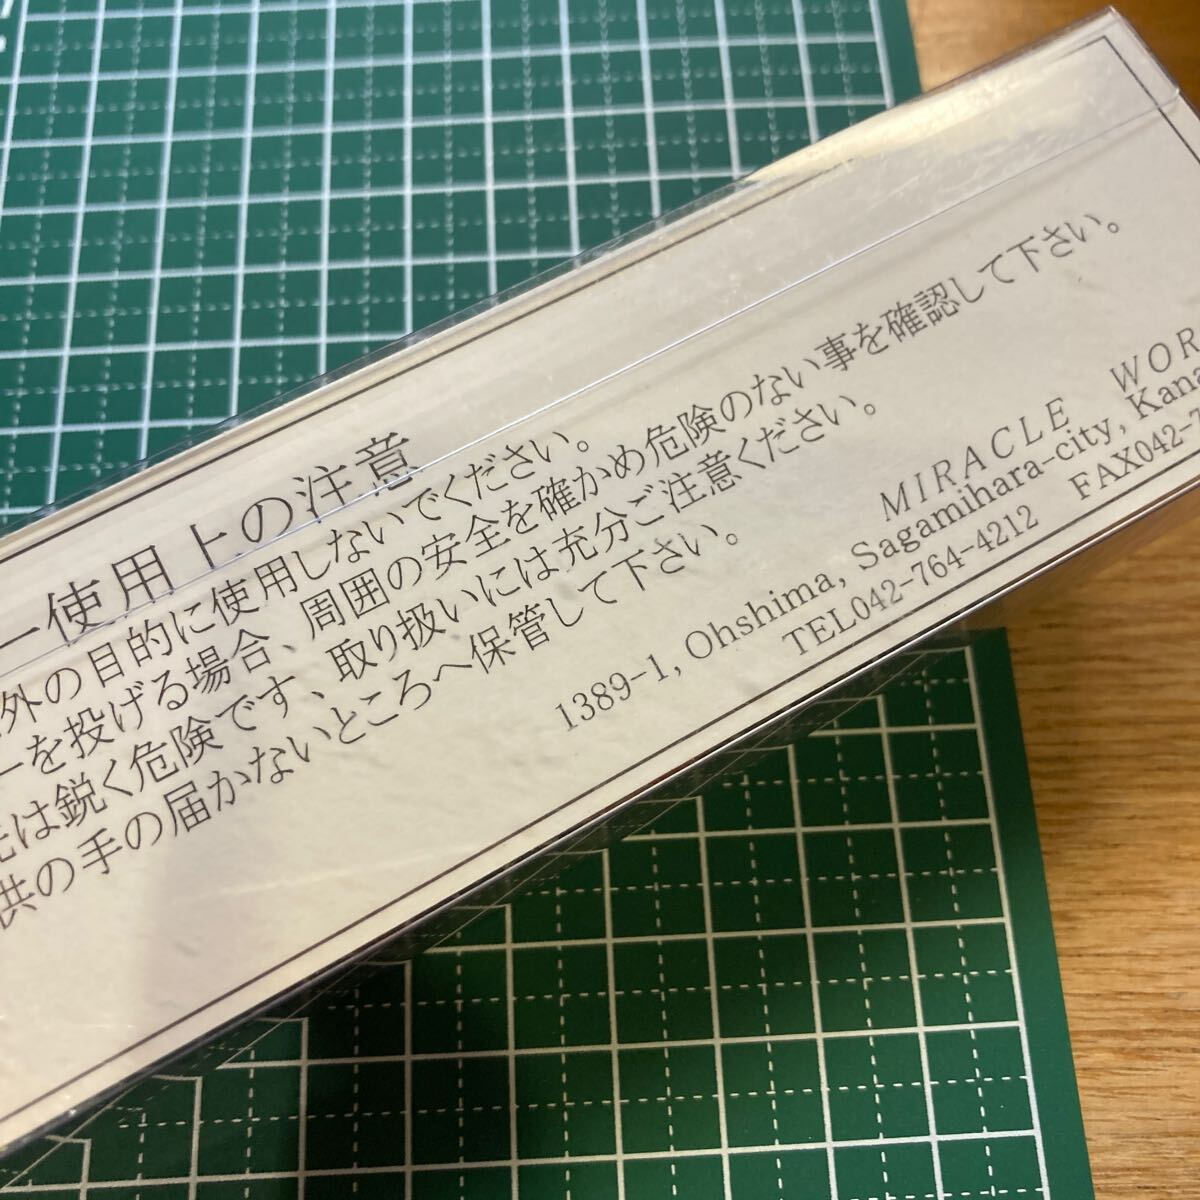 ー使用上の注意
外の目的に使用しないでください。
ーを投げる場合、周囲の安全を確かめ危険のない事を確認して下さい。
先は鋭く危険です、取り扱いには充分ご注意ください。
供の手の届かないところへ保管して下さい。
MIRACLE WOR
1389-1, Ohshima, Sagamihara-city, Kana
TEL042-764-4212 FAX042-7